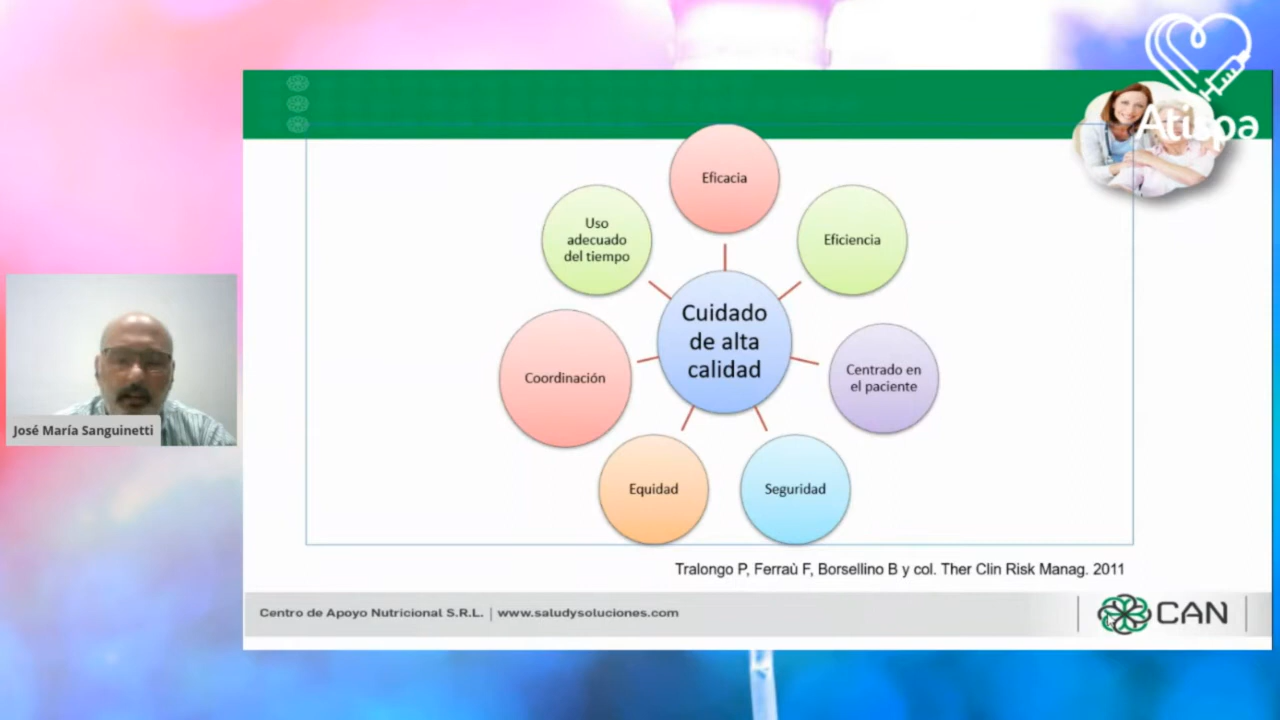 Atispa
Eficacia
Uso
adecuado
del tiempo
Eficiencia
Cuidado
de alta
calidad
Centrado en
el paciente
Coordinación
Equidad
Seguridad
José María Sanguinetti
Tralongo P, Ferraù F, Borsellino B y col. Ther Clin Risk Manag. 2011
Centro de Apoyo Nutricional S.R.L. | www.saludysoluciones.com
CAN